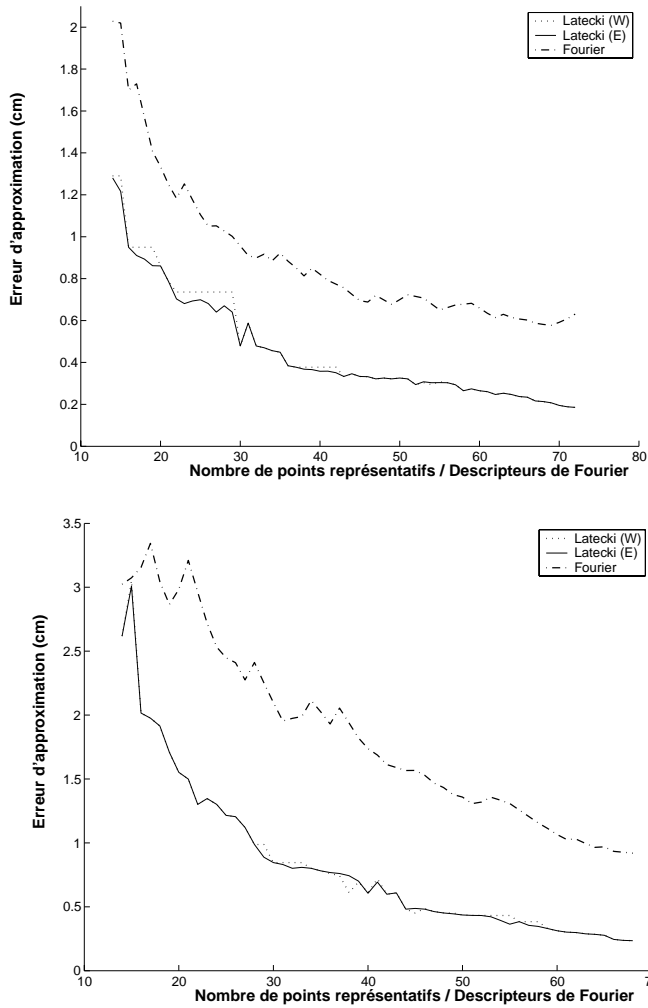 2
1.8
1.6
1.4
1.2
1
0.8
0.6
0.4
0.2
0
Erreur d'approximation (cm)
Latecki (W)
Latecki (E)
Fourier
10 20 30 40 50 60 70 80
Nombre de points représentatifs / Descripteurs de Fourier
3.5
3
2.5
2
1.5
1
0.5
0
Erreur d'approximation (cm)
Latecki (W)
Latecki (E)
Fourier
10 20 30 40 50 60 7
Nombre de points représentatifs / Descripteurs de Fourier